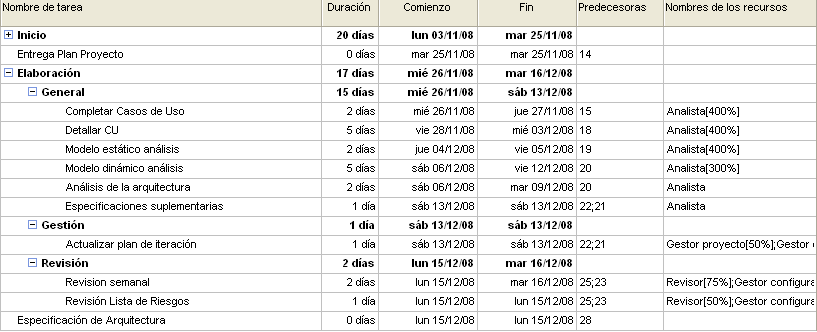 Nombre de tarea Duración Comienzo Fin Predecesoras Nombres de los recursos
Inicio 20 días lun 03/11/08 mar 25/11/08
Entrega Plan Proyecto 0 días mar 25/11/08 mar 25/11/08 14
Elaboración 17 días mié 26/11/08 mar 16/12/08
General 15 días mié 26/11/08 sáb 13/12/08
Completar Casos de Uso 2 días mié 26/11/08 jue 27/11/08 15 Analista[400%]
Detallar CU 5 días vie 28/11/08 mié 03/12/08 18 Analista[400%]
Modelo estático análisis 2 días jue 04/12/08 vie 05/12/08 19 Analista[400%]
Modelo dinámico análisis 5 días sáb 06/12/08 vie 12/12/08 20 Analista[300%]
Análisis de la arquitectura 2 días sáb 06/12/08 mar 09/12/08 20 Analista
Especificaciones suplementarias 1 día sáb 13/12/08 sáb 13/12/08 22;21 Analista
Gestión 1 día sáb 13/12/08 sáb 13/12/08
Actualizar plan de iteración 1 día sáb 13/12/08 sáb 13/12/08 22;21 Gestor proyecto[50%];Gestor
Revisión 2 días lun 15/12/08 mar 16/12/08
Revision semanal 2 días lun 15/12/08 mar 16/12/08 25;23 Revisor[75%];Gestor configura
Revisión Lista de Riesgos 1 día lun 15/12/08 lun 15/12/08 25;23 Revisor[50%];Gestor configura
Especificación de Arquitectura 0 días lun 15/12/08 lun 15/12/08 28